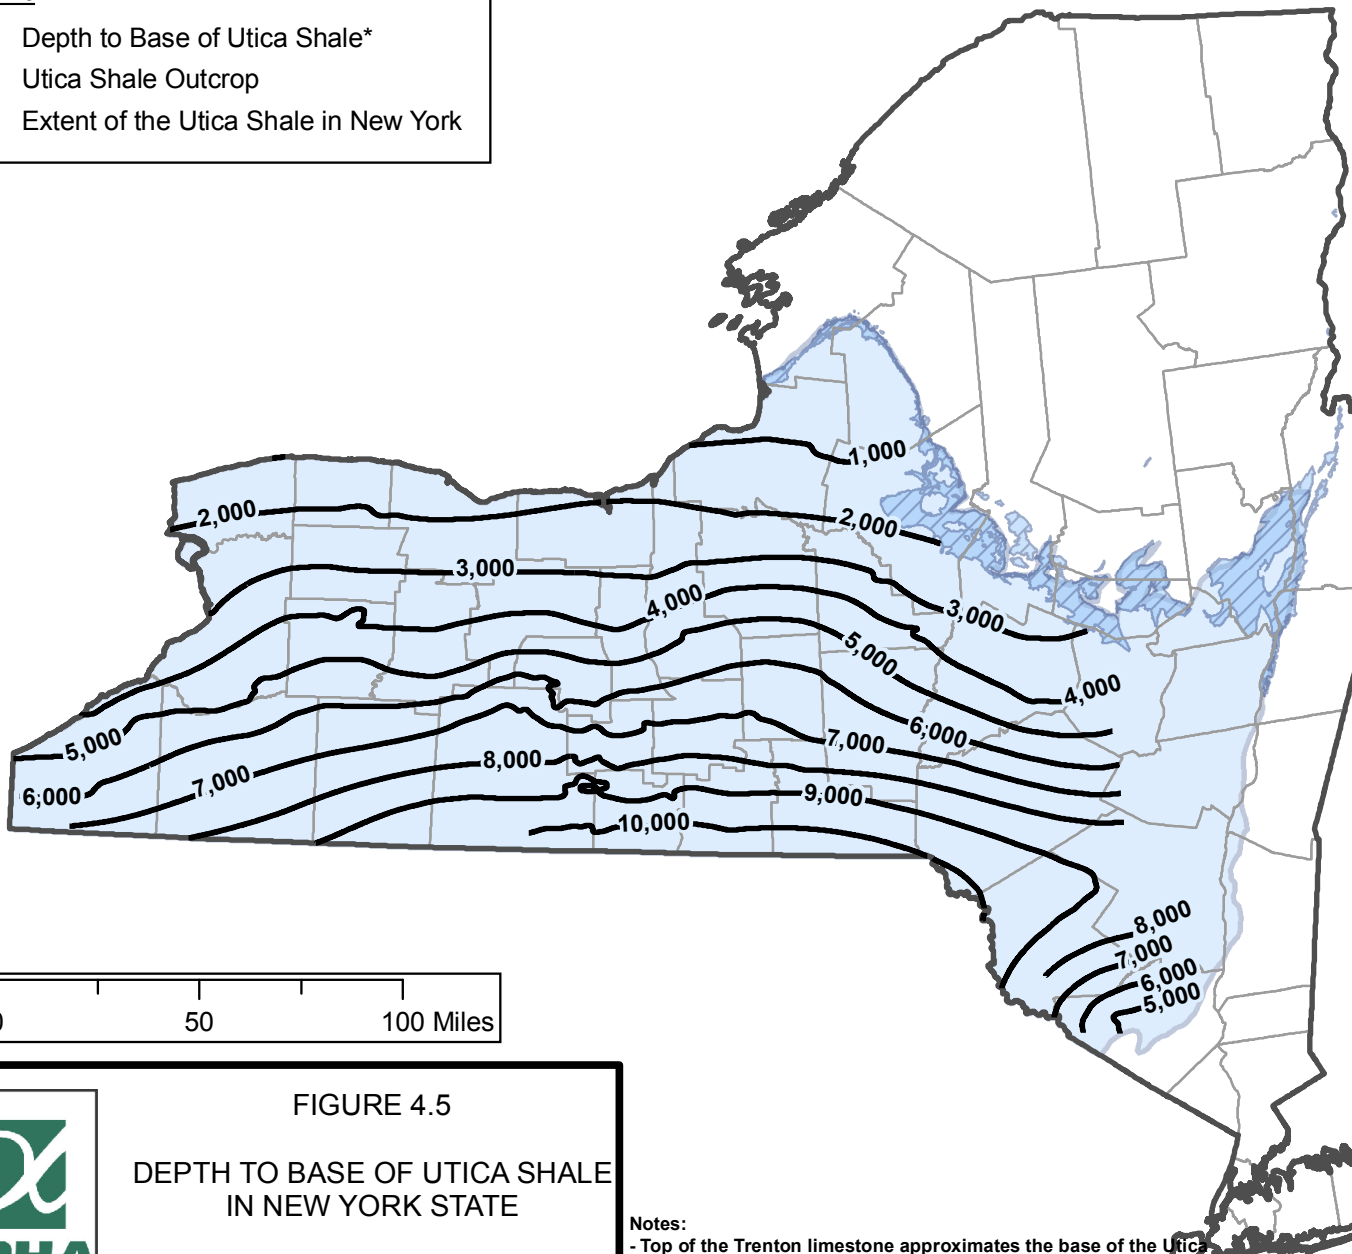 Depth to Base of Utica Shale*
Utica Shale Outcrop
Extent of the Utica Shale in New York
1,000
2,000
2,000
3,000
4,000
3,000
5,000
4,000
6,000
5,000
7,000
8,000
7,000
6,000
9,000
10,000
8,000
7,000
6,000
5,000
0 50 100 Miles
FIGURE 4.5
DEPTH TO BASE OF UTICA SHALE
IN NEW YORK STATE
Notes:
- Top of the Trenton limestone approximates the base of the Utica